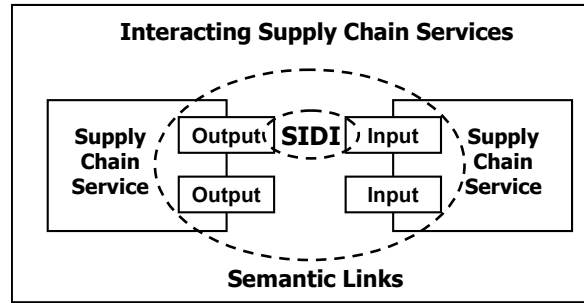 Interacting Supply Chain Services
Supply
Chain
Service
Output
SIDI
Input
Supply
Chain
Service
Output
Input
Semantic Links